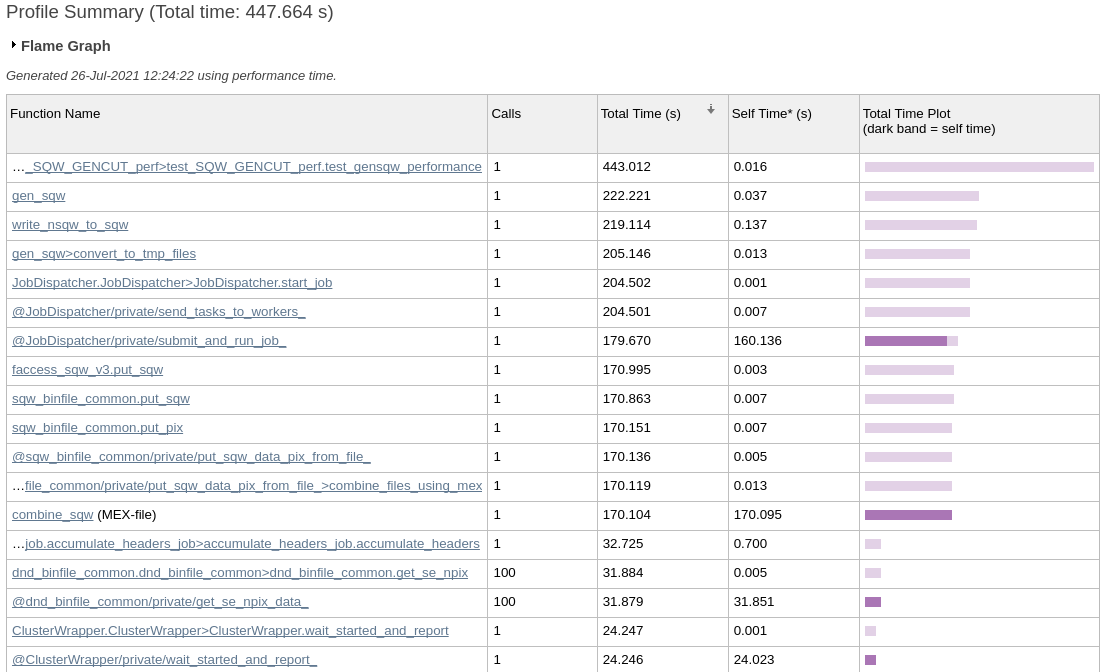 Profile Summary (Total time: 447.664 s)
Flame Graph
Generated 26-Jul-2021 12:24:22 using performance time.
Function Name Calls Total Time (s) Self Time* (s) Total Time Plot
(dark band = self time)
..._SQW_GENCUT_perf>test_SQW_GENCUT_perf.test_gensqw_performance 1 443.012 0.016
gen_sqw 1 222.221 0.037
write_nsqw_to_sqw 1 219.114 0.137
gen_sqw>convert_to_tmp_files 1 205.146 0.013
JobDispatcher.JobDispatcher>JobDispatcher.start_job 1 204.502 0.001
@JobDispatcher/private/send_tasks_to_workers_ 1 204.501 0.007
@JobDispatcher/private/submit_and_run_job_ 1 179.670 160.136
faccess_sqw_v3.put_sqw 1 170.995 0.003
sqw_binfile_common.put_sqw 1 170.863 0.007
sqw_binfile_common.put_pix 1 170.151 0.007
@sqw_binfile_common/private/put_sqw_data_pix_from_file_ 1 170.136 0.005
...file_common/private/put_sqw_data_pix_from_file_>combine_files_using_mex 1 170.119 0.013
combine_sqw (MEX-file) 1 170.104 170.095
...job.accumulate_headers_job>accumulate_headers_job.accumulate_headers 1 32.725 0.700
dnd_binfile_common.dnd_binfile_common>dnd_binfile_common.get_se_npix 100 31.884 0.005
@dnd_binfile_common/private/get_se_npix_data_ 100 31.879 31.851
ClusterWrapper.ClusterWrapper>ClusterWrapper.wait_started_and_report 1 24.247 0.001
@ClusterWrapper/private/wait_started_and_report_ 1 24.246 24.023